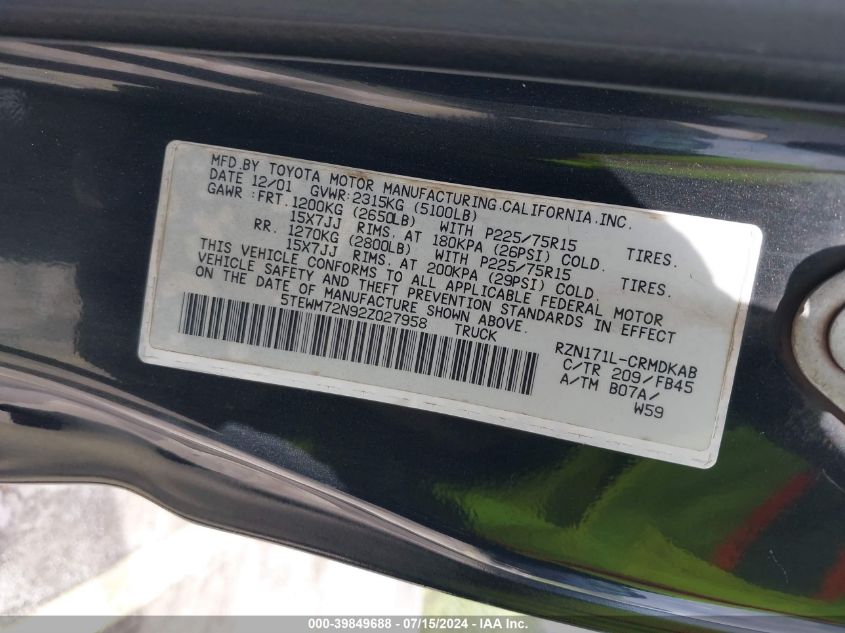 MFD.BY TOYOTA MOTOR MANUFACTURING,CALIFORNIA,INC.
DATE 12/01 GVWR:2315KG (5100LB)
GAWR :FRT.1200KG (2650LB) WITH P225/75R15 TIRES.
15X7JJ RIMS. AT 180KPA (26PSI) COLD.
RR. 1270KG (2800LB) WITH P225/75R15 TIRES.
15X7JJ RIMS. AT 200KPA (29PSI) COLD.
THIS VEHICLE CONFORMS TO ALL APPLICABLE FEDERAL MOTOR
VEHICLE SAFETY AND THEFT PREVENTION STANDARDS IN EFFECT
ON THE DATE OF MANUFACTURE SHOWN ABOVE.
5TEWM72N92Z027958 TRUCK
RZN171L-CRMDKAB
C/TR 209/FB45
A/TM B07A/
W59
000-39849688 - 07/15/2024 - IAA Inc.